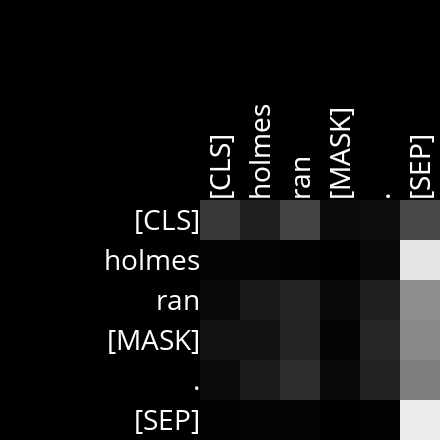 [CLS] holmes ran [MASK] . [SEP]
[CLS]
holmes
ran
[MASK]
.
[SEP]